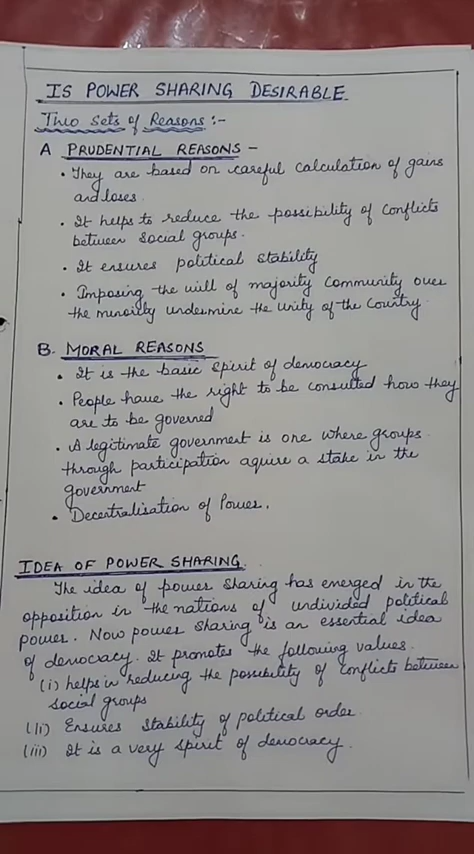 IS POWER SHARING DESIRABLE
Two Sets of Reasons :-
A PRUDENTIAL REASONS -
• They are based on careful calculation of gains
and loses.
• It helps to reduce the possibility of conflicts
between social groups.
• It ensures political stability
• Imposing the will of majority community over
the minority undermine the unity of the country.
B. MORAL REASONS
• It is the basic spirit of democracy
• People have the right to be consulted how they
are to be governed
• A legitimate government is one where groups
through participation aquire a stake in the
government
• Decentralisation of Power.
IDEA OF POWER SHARING
The idea of power sharing has emerged in the
opposition in the nations of undivided political
power. Now power sharing is an essential idea
of democracy. It promotes the following values.
(i) helps in reducing the possibility of conflicts between
social groups
(ii) Ensures stability of political order
(iii) It is a very spirit of democracy.